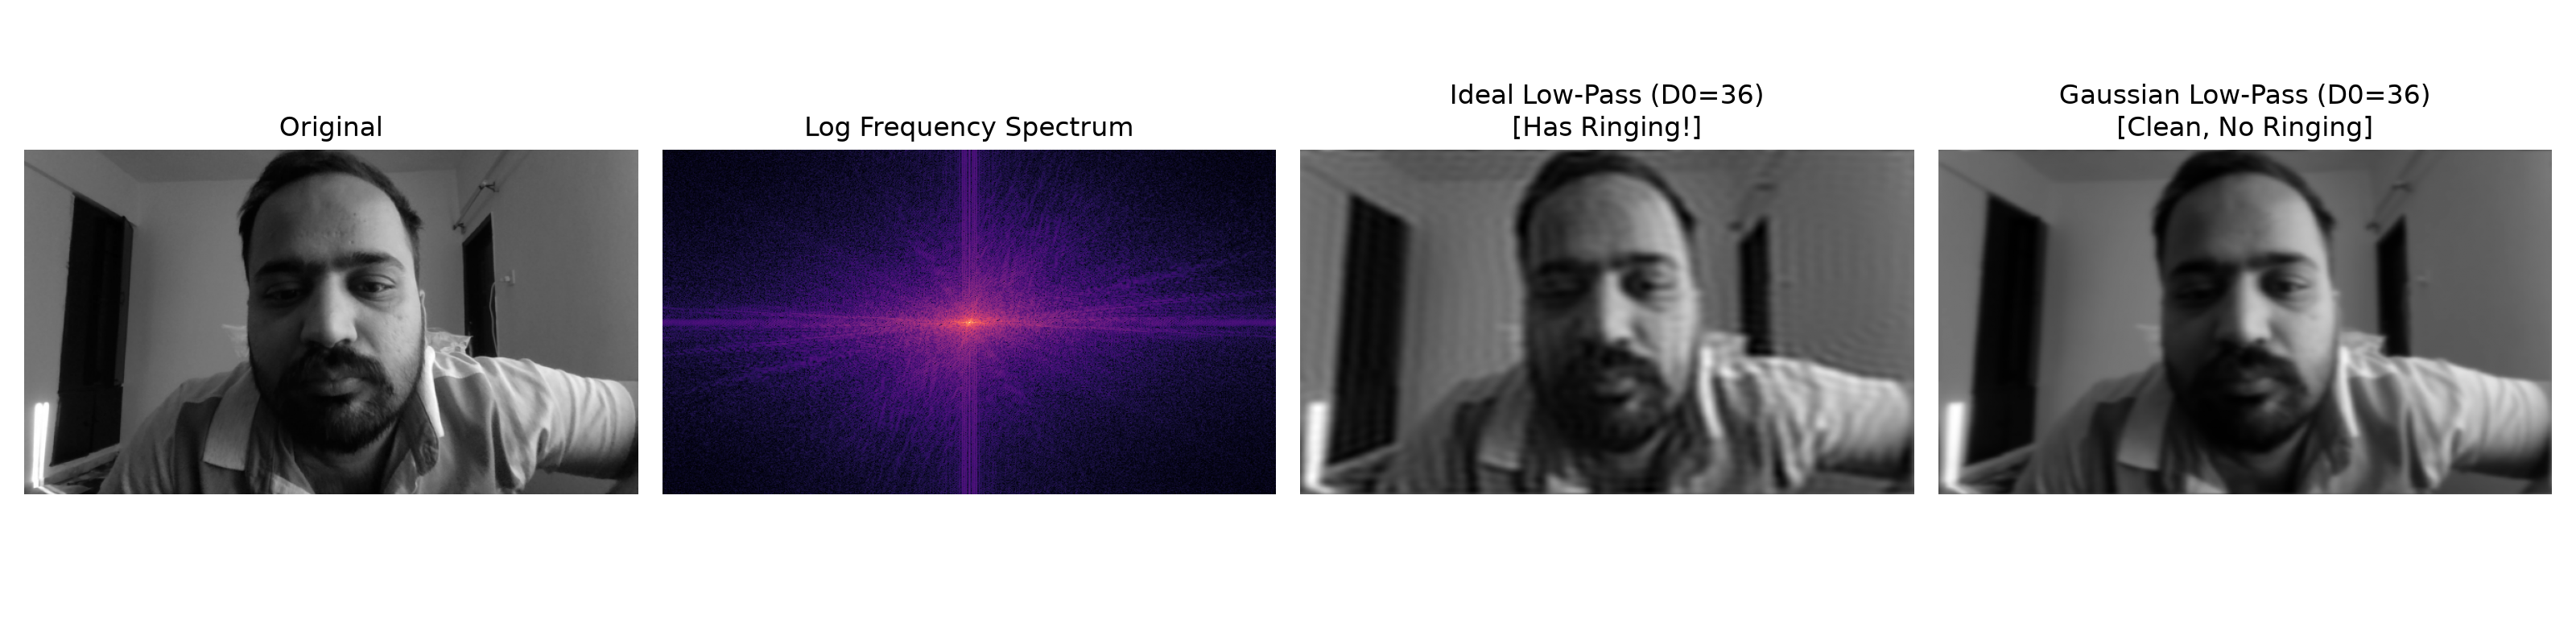 Original
Log Frequency Spectrum
Ideal Low-Pass (D0=36)
[Has Ringing!]
Gaussian Low-Pass (D0=36)
[Clean, No Ringing]